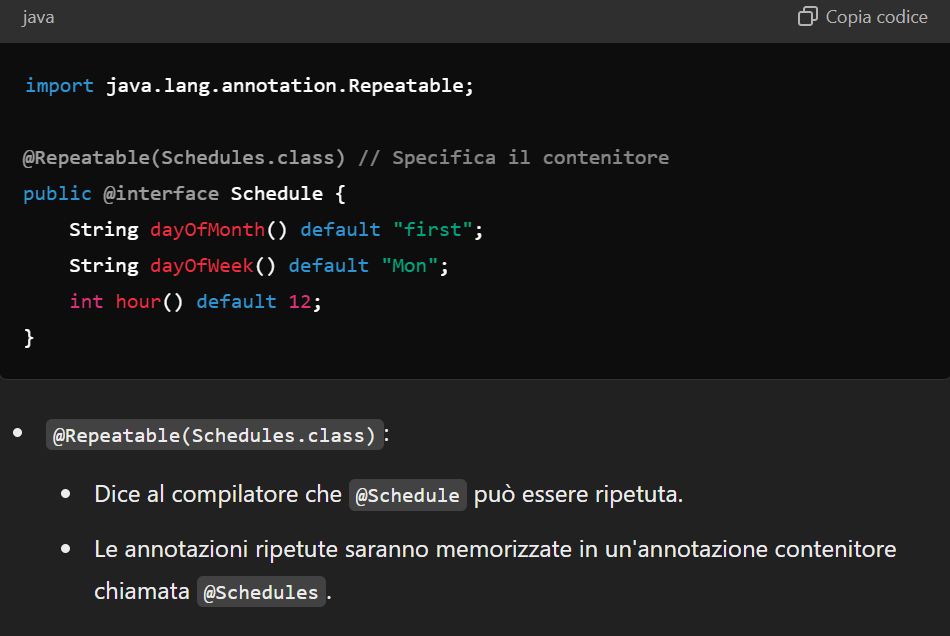 java
Copia codice
import java.lang.annotation.Repeatable;
@Repeatable(Schedules.class) // Specifica il contenitore
public @interface Schedule {
    String dayOfMonth() default "first";
    String dayOfWeek() default "Mon";
    int hour() default 12;
}
• @Repeatable(Schedules.class):
• Dice al compilatore che @Schedule può essere ripetuta.
• Le annotazioni ripetute saranno memorizzate in un'annotazione contenitore
chiamata @Schedules.